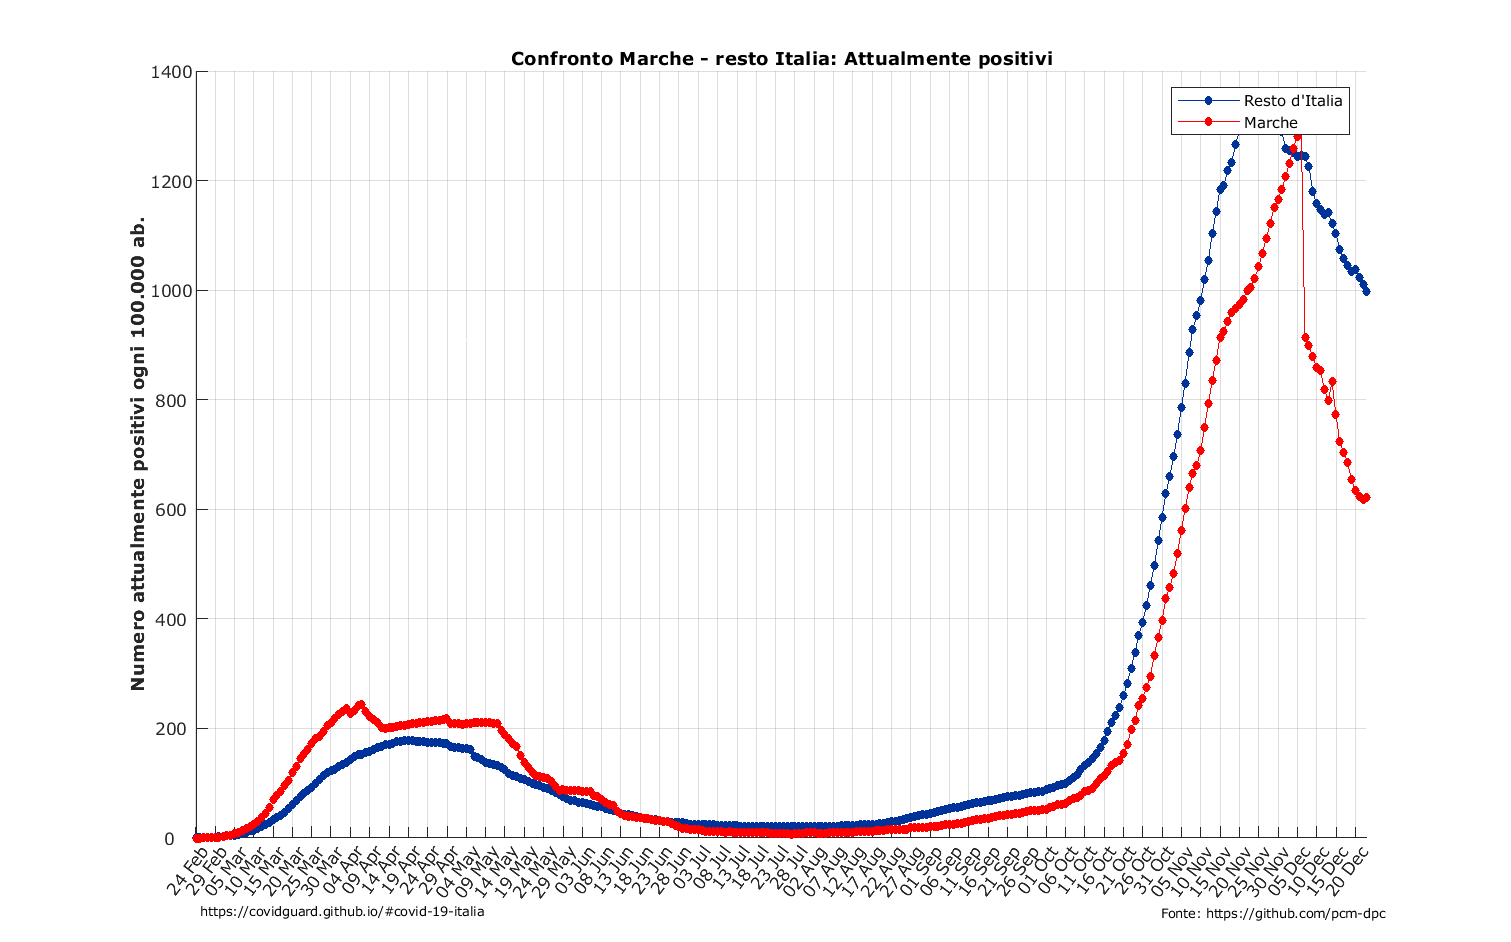 Confronto Marche - resto Italia: Attualmente positivi
1400
1200
1000
800
600
400
200
0
Numero attualmente positivi ogni 100.000 ab.
Resto d'Italia
Marche
24 Feb
29 Feb
05 Mar
10 Mar
15 Mar
20 Mar
25 Mar
30 Mar
04 Apr
09 Apr
14 Apr
19 Apr
24 Apr
29 Apr
04 May
09 May
14 May
19 May
24 May
29 May
03 Jun
08 Jun
13 Jun
18 Jun
23 Jun
28 Jun
03 Jul
08 Jul
13 Jul
18 Jul
23 Jul
28 Jul
02 Aug
07 Aug
12 Aug
17 Aug
22 Aug
27 Aug
01 Sep
06 Sep
11 Sep
16 Sep
21 Sep
26 Sep
01 Oct
06 Oct
11 Oct
16 Oct
21 Oct
26 Oct
31 Oct
05 Nov
10 Nov
15 Nov
20 Nov
25 Nov
30 Nov
05 Dec
10 Dec
15 Dec
20 Dec
https://covidguard.github.io/#covid-19-italia
Fonte: https://github.com/pcm-dpc